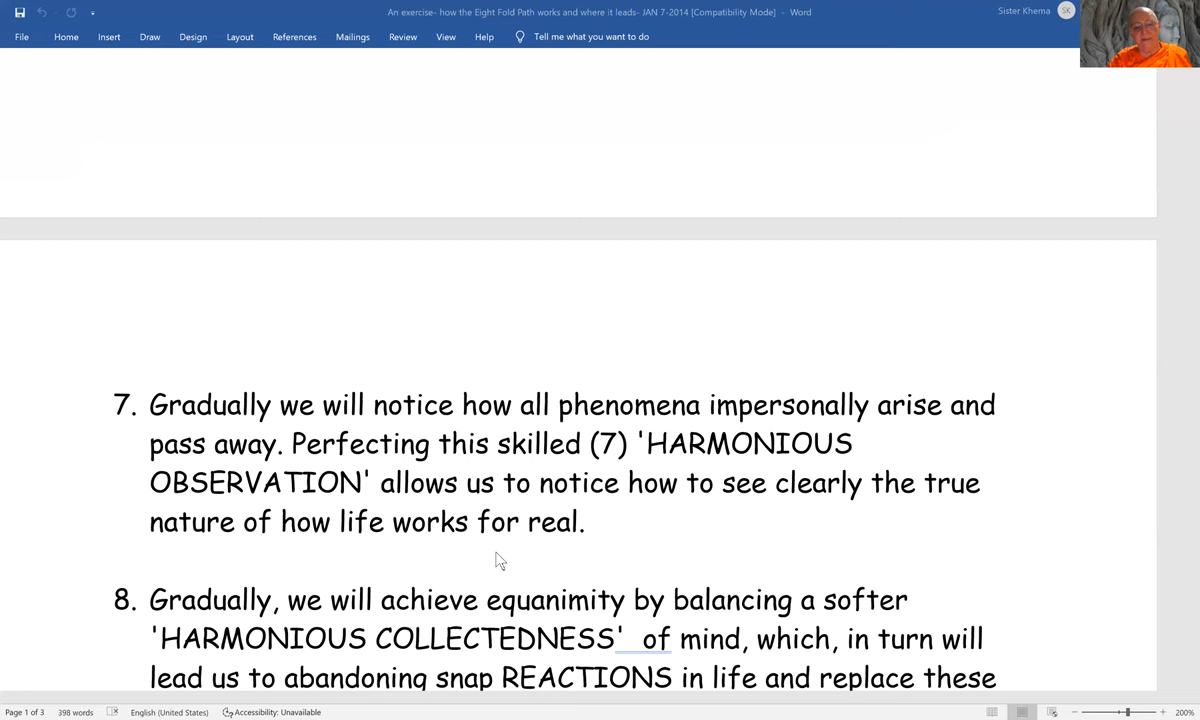 An exercise- how the Eight Fold Path works and where it leads- JAN 7-2014 [Compatibility Mode] - Word
Sister Khema SK
File Home Insert Draw Design Layout References Mailings Review View Help Tell me what you want to do
7. Gradually we will notice how all phenomena impersonally arise and
pass away. Perfecting this skilled (7) 'HARMONIOUS
OBSERVATION' allows us to notice how to see clearly the true
nature of how life works for real.
8. Gradually, we will achieve equanimity by balancing a softer
'HARMONIOUS COLLECTEDNESS' of mind, which, in turn will
lead us to abandoning snap REACTIONS in life and replace these
Page 1 of 3 398 words English (United States) Accessibility: Unavailable 200%